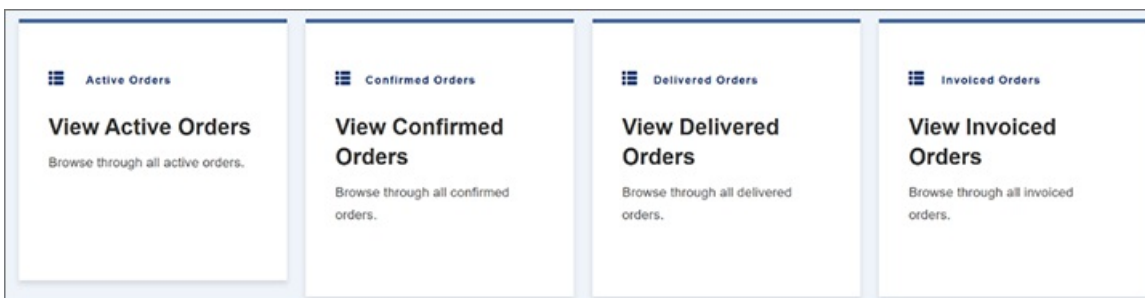 Active Orders
View Active Orders
Browse through all active orders.
Confirmed Orders
View Confirmed
Orders
Browse through all confirmed
orders.
Delivered Orders
View Delivered
Orders
Browse through all delivered
orders.
Invoiced Orders
View Invoiced
Orders
Browse through all invoiced
orders.